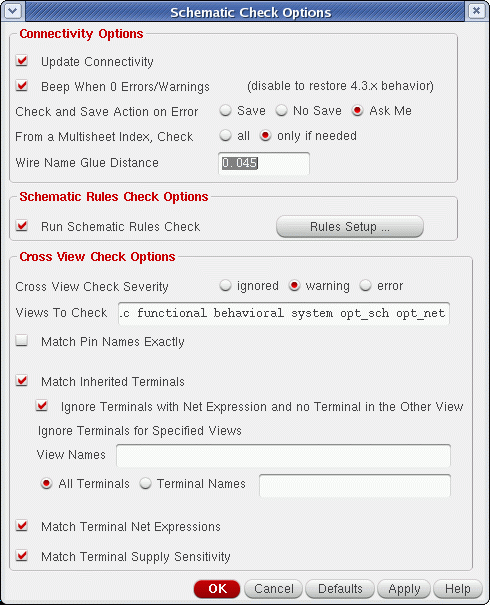 Schematic Check Options
Connectivity Options
Update Connectivity
Beep When 0 Errors/Warnings (disable to restore 4.3.x behavior)
Check and Save Action on Error Save No Save Ask Me
From a Multisheet Index, Check all only if needed
Wire Name Glue Distance 0.045
Schematic Rules Check Options
Run Schematic Rules Check Rules Setup ...
Cross View Check Options
Cross View Check Severity ignored warning error
Views To Check .c functional behavioral system opt_sch opt_net
Match Pin Names Exactly
Match Inherited Terminals
Ignore Terminals with Net Expression and no Terminal in the Other View
Ignore Terminals for Specified Views
View Names
All Terminals Terminal Names
Match Terminal Net Expressions
Match Terminal Supply Sensitivity
OK Cancel Defaults Apply Help